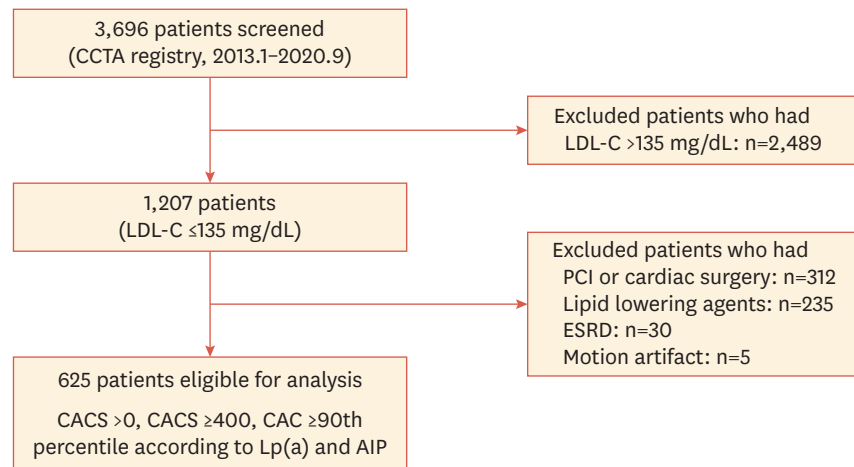 3,696 patients screened
(CCTA registry, 2013.1–2020.9)
Excluded patients who had
LDL-C >135 mg/dL: n=2,489
1,207 patients
(LDL-C ≤135 mg/dL)
Excluded patients who had
PCI or cardiac surgery: n=312
Lipid lowering agents: n=235
ESRD: n=30
Motion artifact: n=5
625 patients eligible for analysis
CACS >0, CACS ≥400, CAC ≥90th
percentile according to Lp(a) and AIP